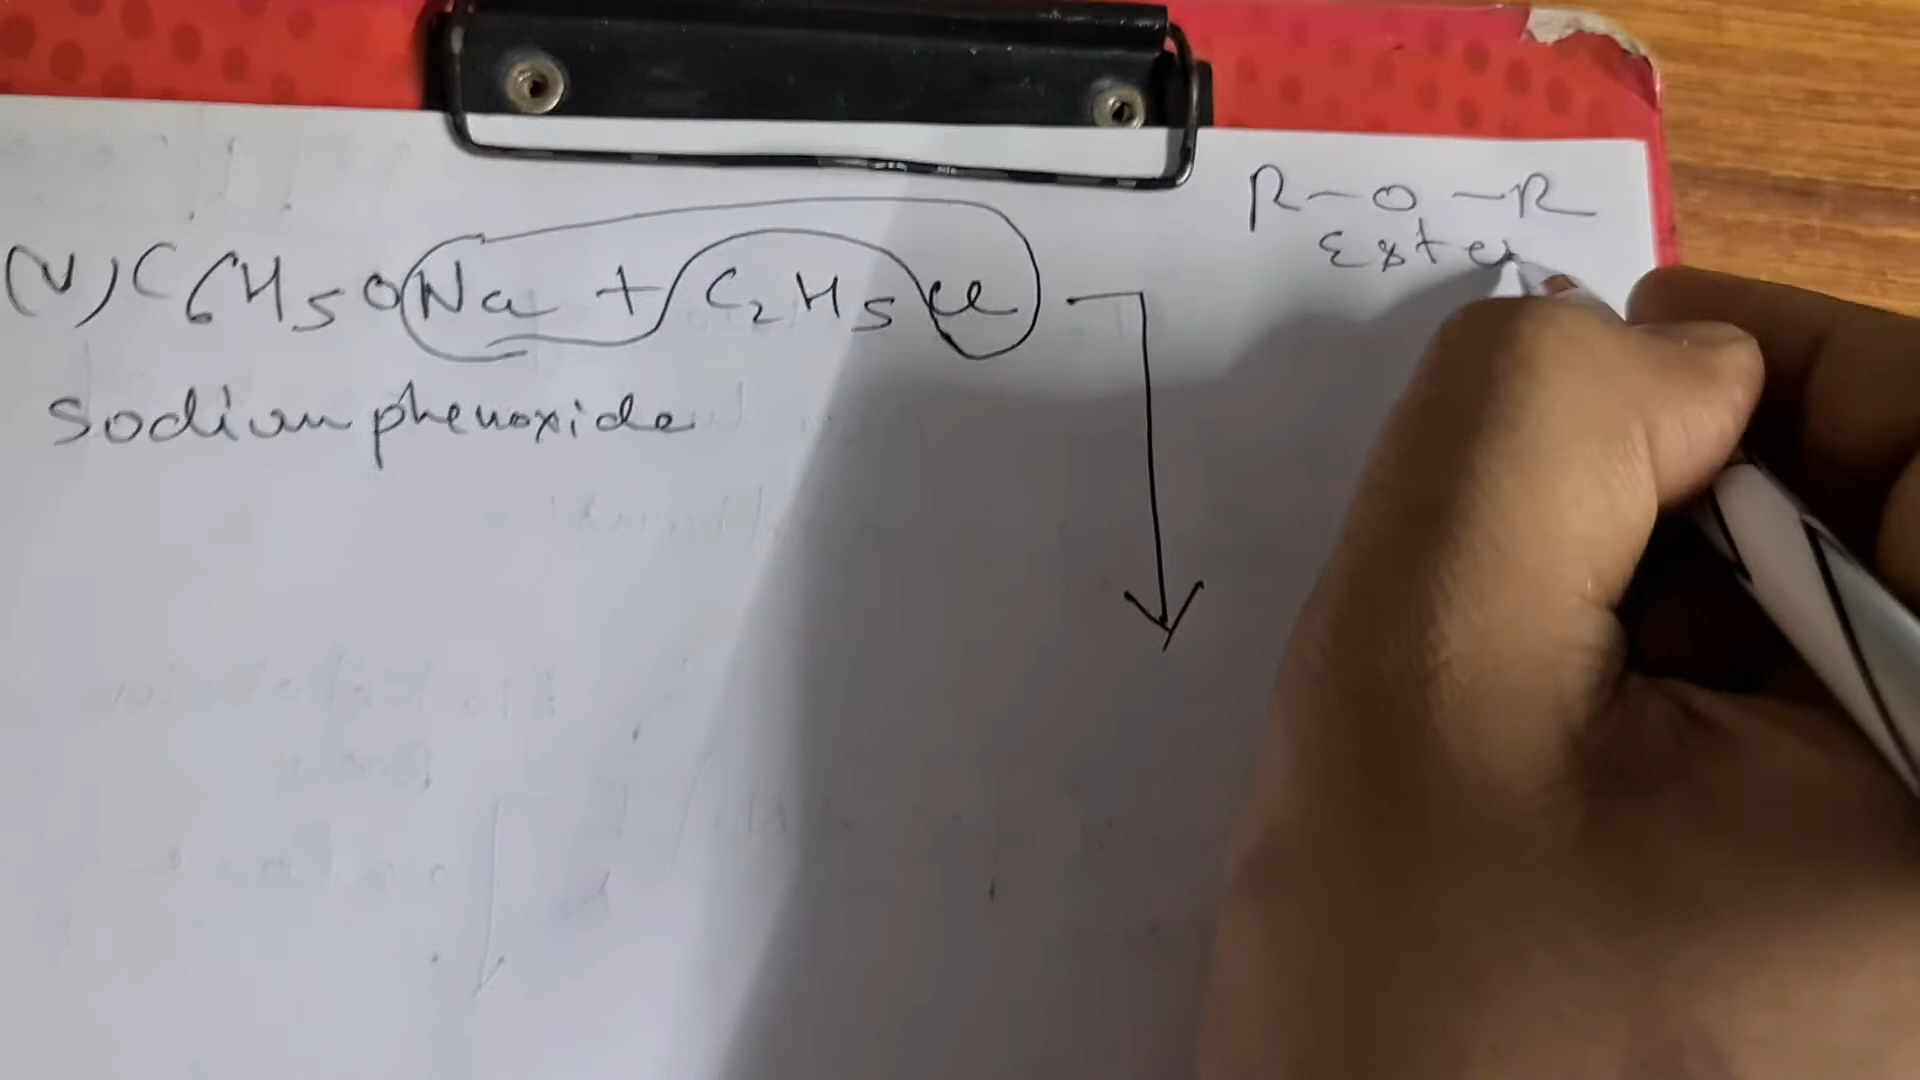 R-O-R
Exter
(V) C6H5ONa + C2H5Cl
Sodium phenoxide